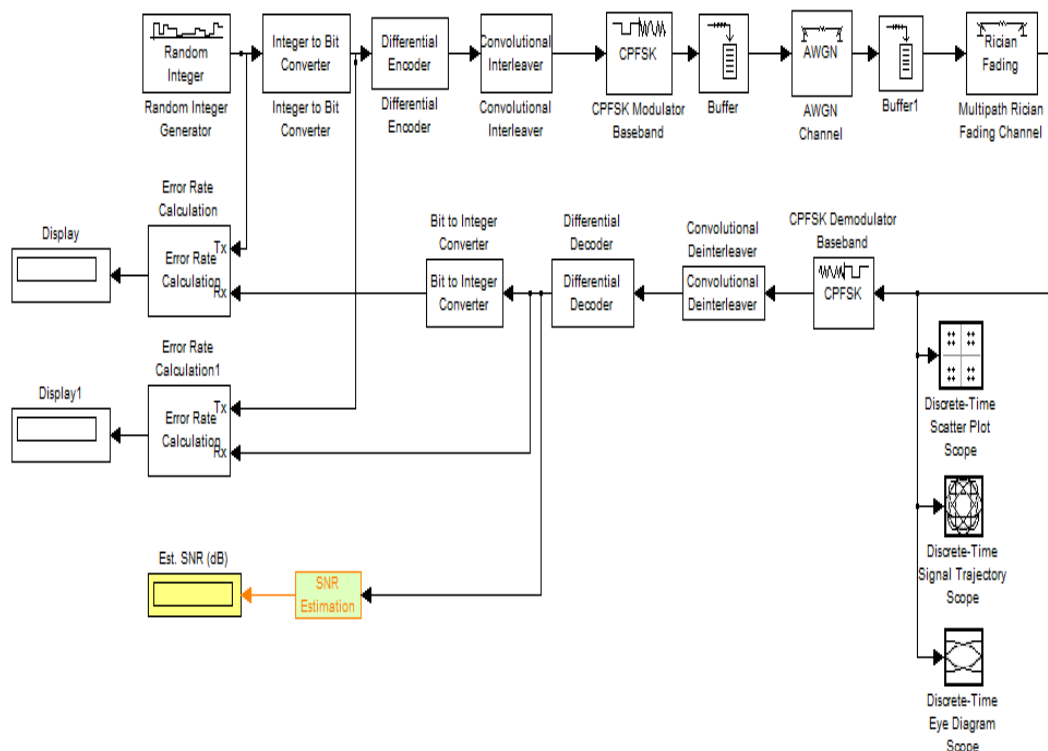 Random
Integer
Random Integer
Generator
Integer to Bit
Converter
Integer to Bit
Converter
Differential
Encoder
Differential
Encoder
Convolutional
Interleaver
Convolutional
Interleaver
CPFSK
CPFSK Modulator
Baseband
Buffer
AWGN
AWGN
Channel
Buffer1
Rician
Fading
Multipath Rician
Fading Channel
Display
Error Rate
Calculation
Error Rate
Calculation
Tx
Rx
Bit to Integer
Converter
Bit to Integer
Converter
Differential
Decoder
Differential
Decoder
Convolutional
Deinterleaver
Convolutional
Deinterleaver
CPFSK Demodulator
Baseband
CPFSK
Display1
Error Rate
Calculation1
Error Rate
Calculation
Tx
Rx
Discrete-Time
Scatter Plot
Scope
Est. SNR (dB)
SNR
Estimation
Discrete-Time
Signal Trajectory
Scope
Discrete-Time
Eye Diagram
Scope